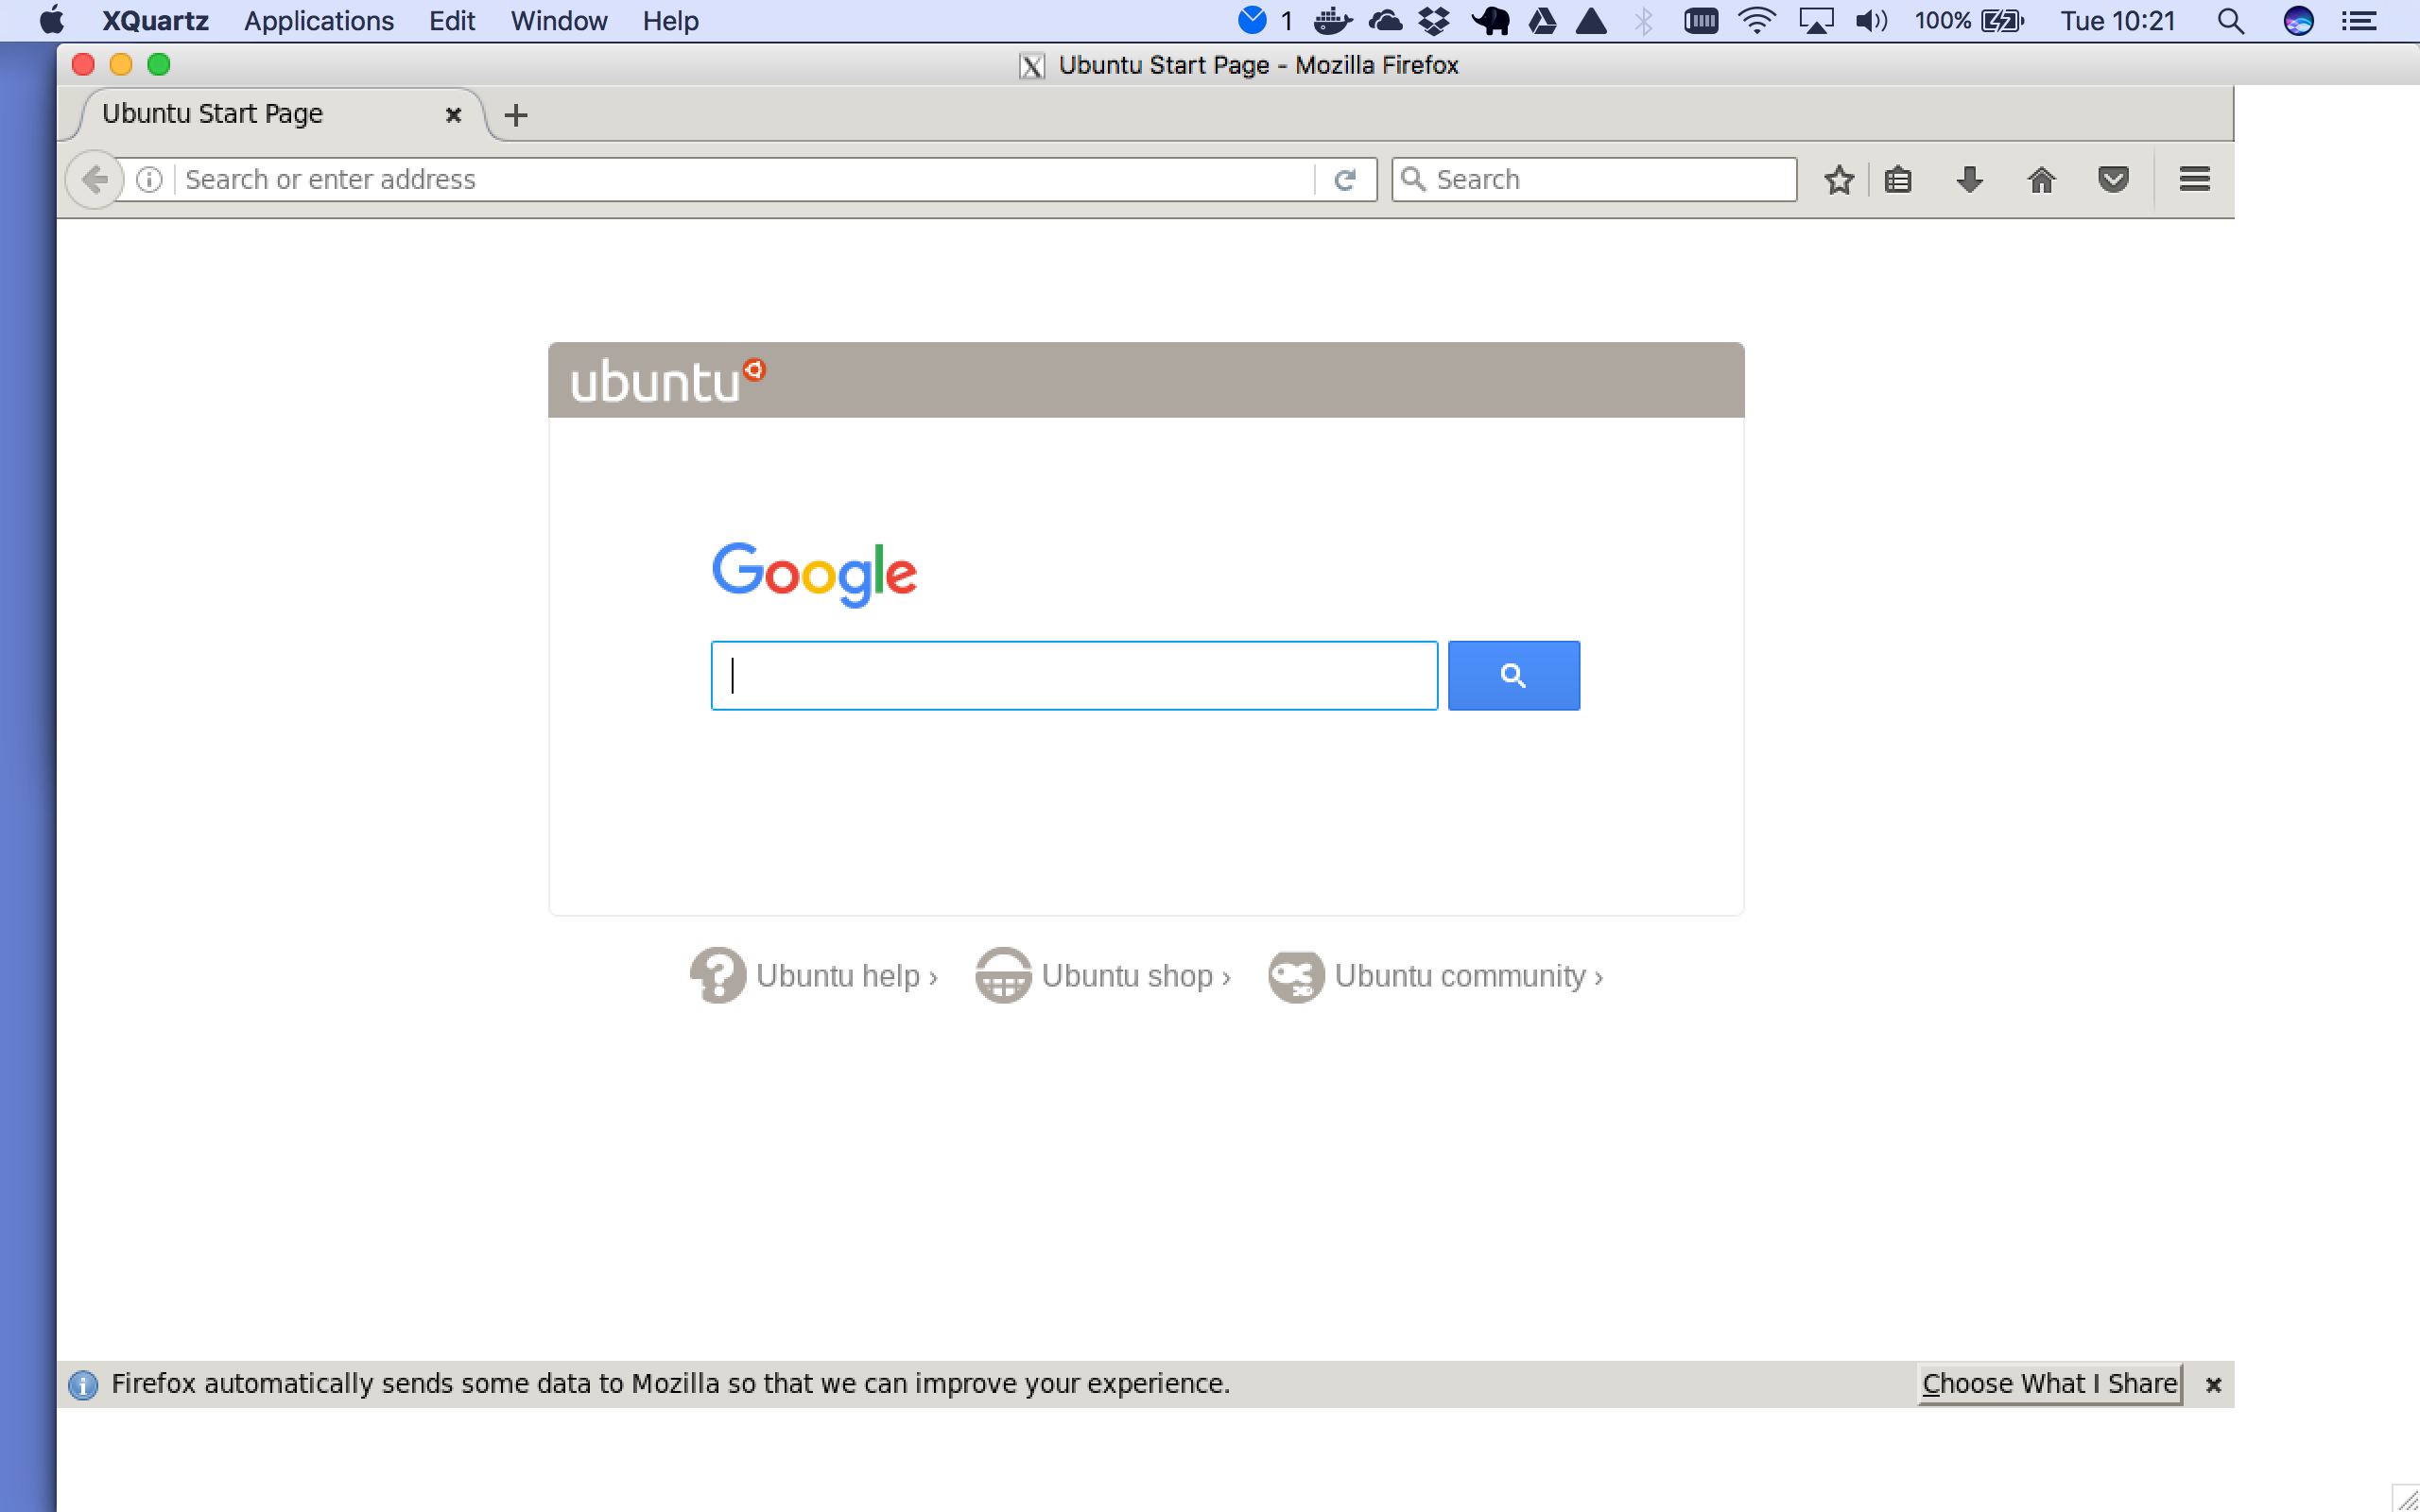 XQuartz Applications Edit Window Help 1 100% Tue 10:21
X Ubuntu Start Page - Mozilla Firefox
Ubuntu Start Page
Search or enter address Search
ubuntu
Google
Ubuntu help › Ubuntu shop › Ubuntu community ›
Firefox automatically sends some data to Mozilla so that we can improve your experience. Choose What I Share